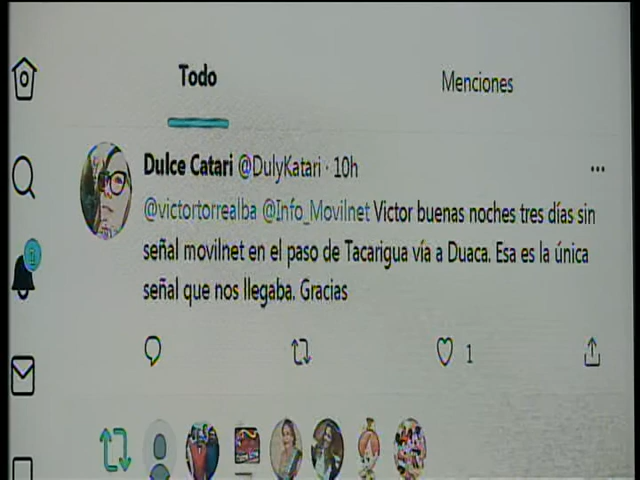 Todo
Menciones
Dulce Catari @DulyKatari · 10h
@victortorrealba @Info_Movilnet Victor buenas noches tres días sin
señal movilnet en el paso de Tacarigua vía a Duaca. Esa es la única
señal que nos llegaba. Gracias
1